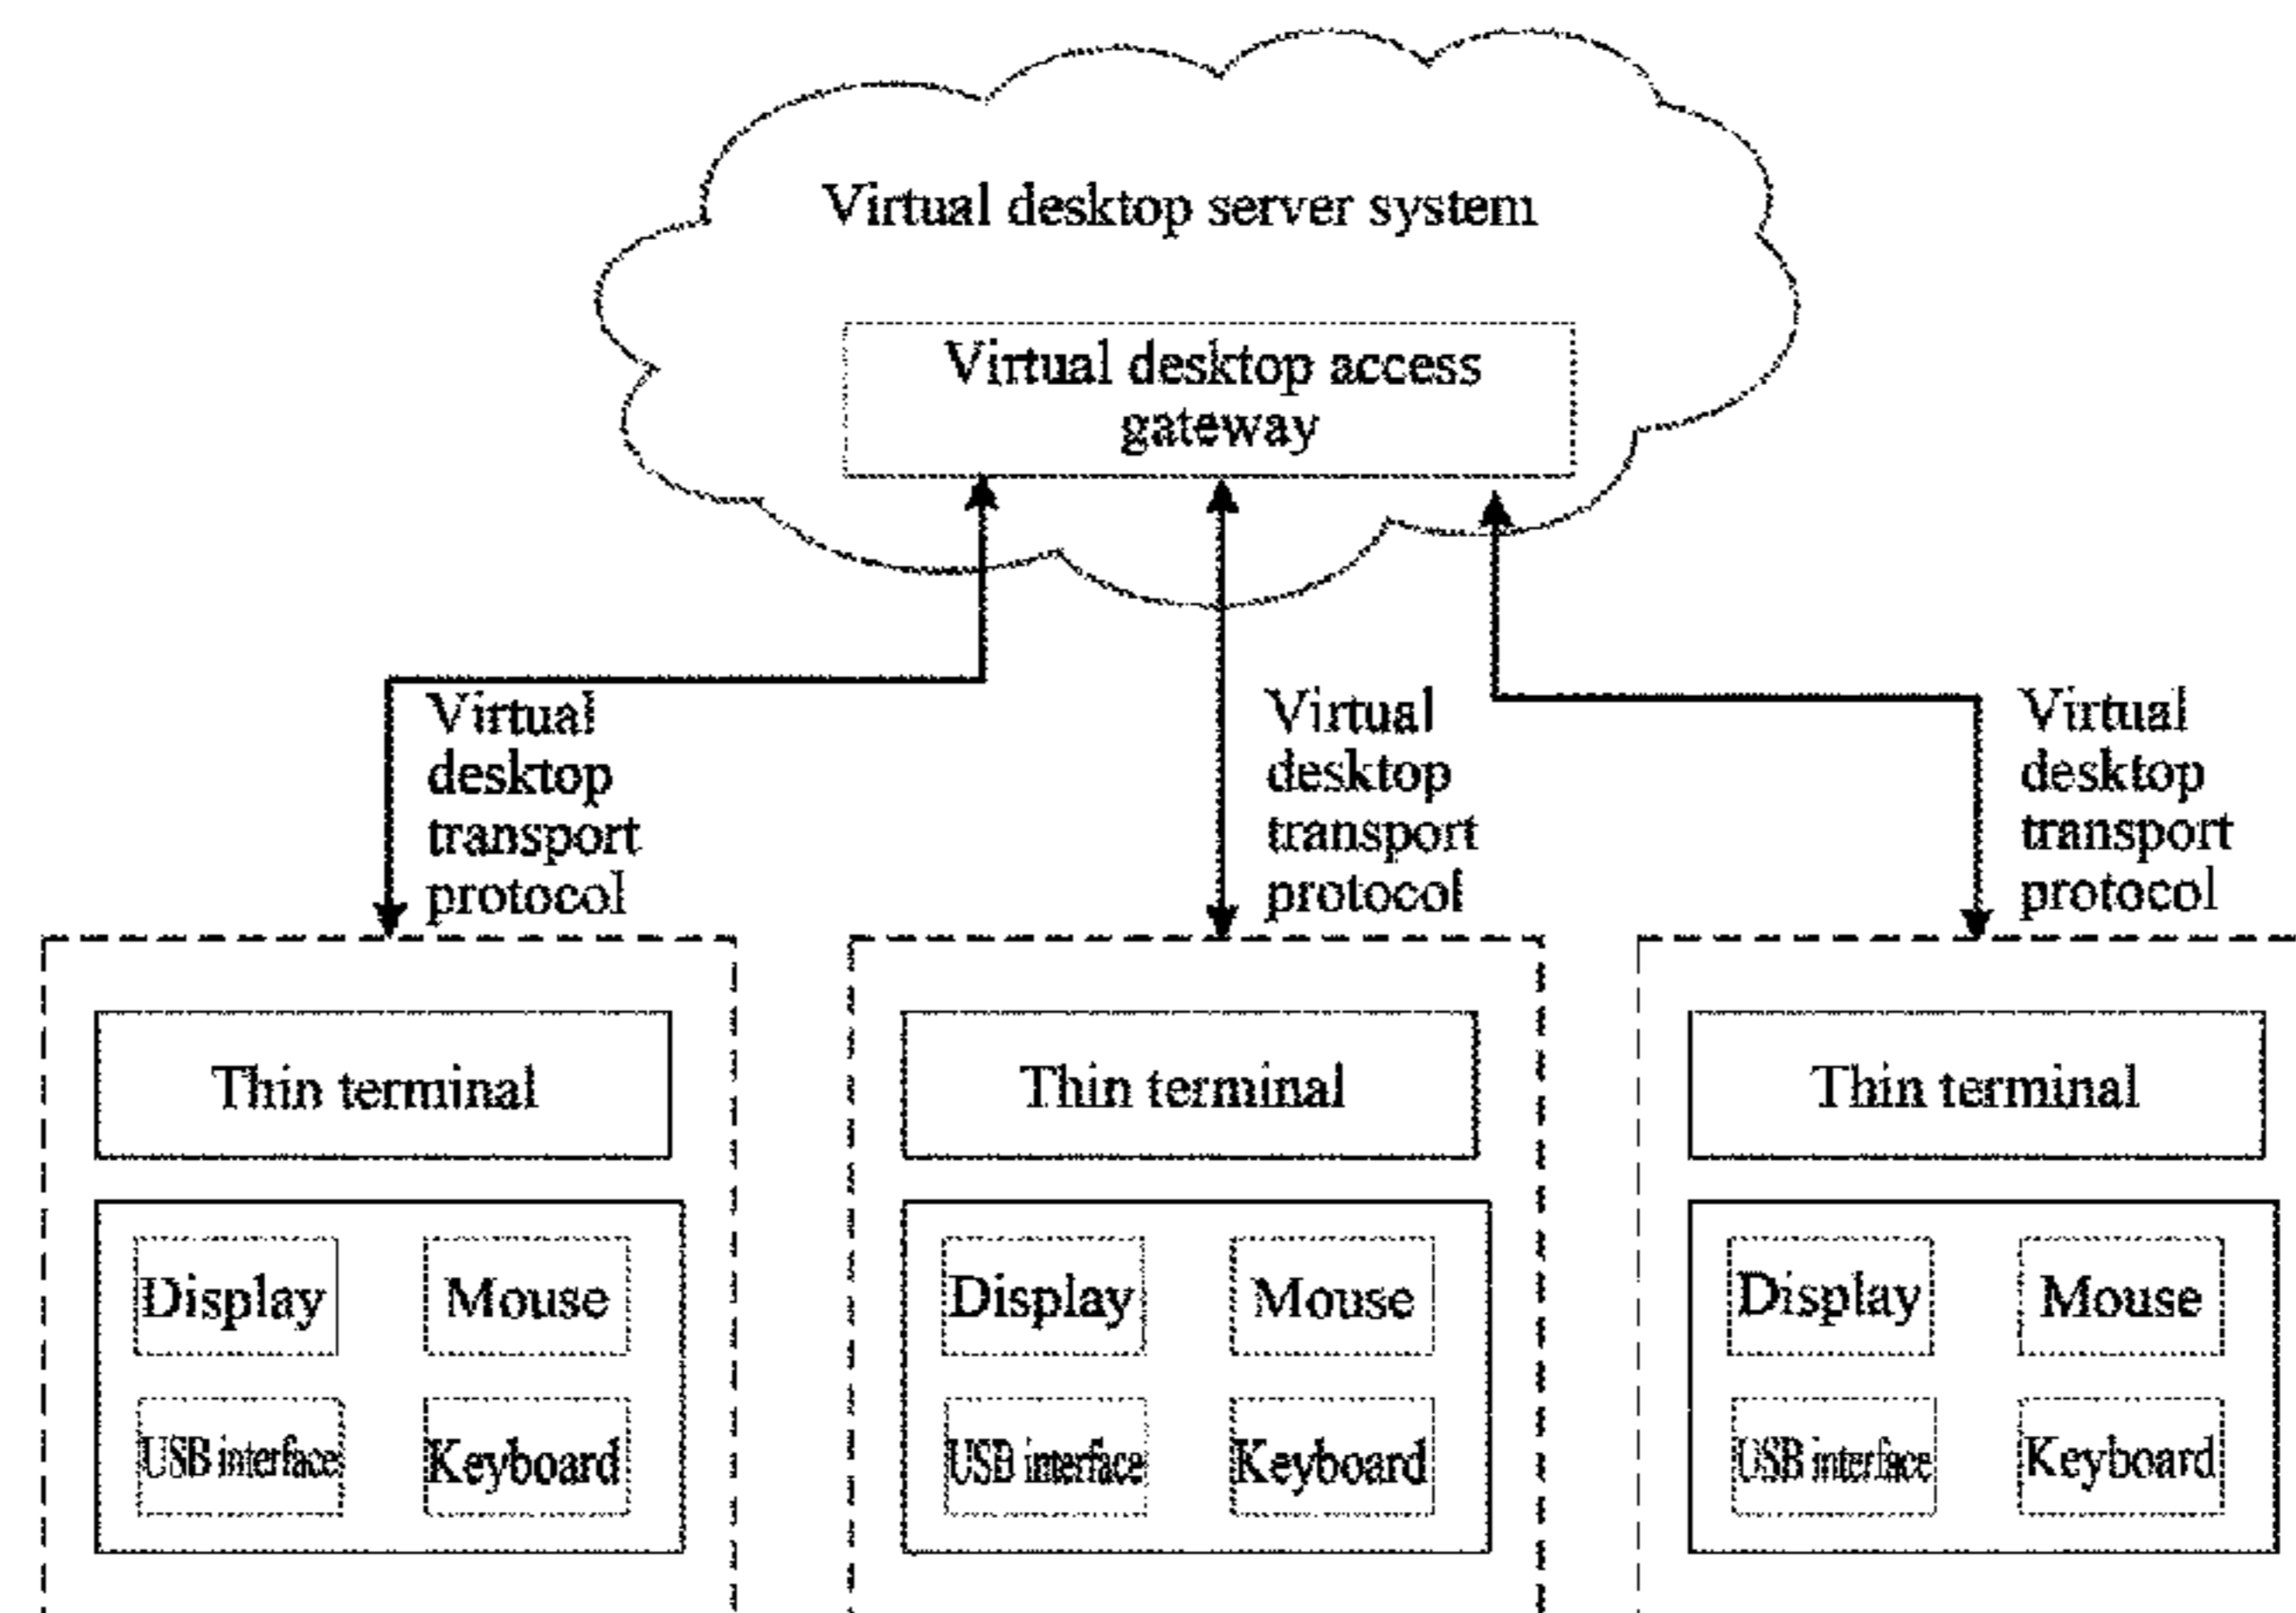 Virtual desktop server system
Virtual desktop access
gateway
Virtual
desktop
transport
protocol
Virtual
desktop
transport
protocol
Virtual
desktop
transport
protocol
Thin terminal
Thin terminal
Thin terminal
Display
Mouse
Display
Mouse
Display
Mouse
USB interface
Keyboard
USB interface
Keyboard
USB interface
Keyboard